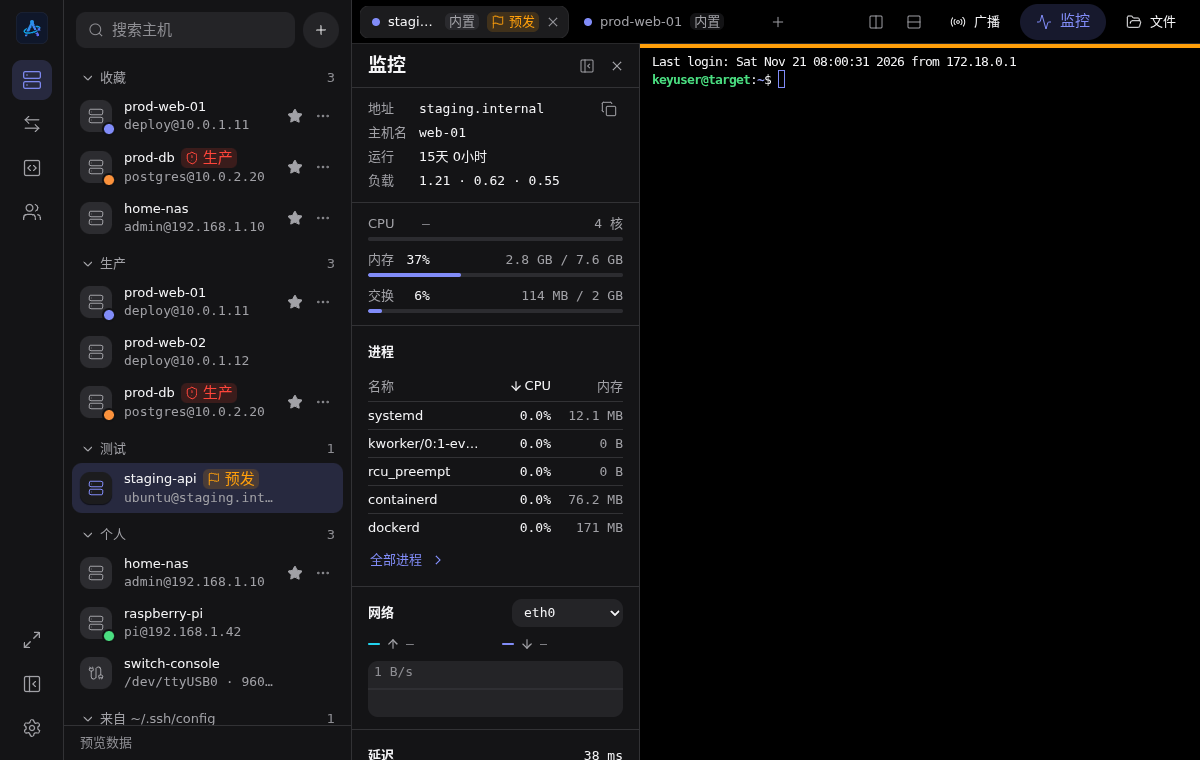 搜索主机
收藏 3
prod-web-01
deploy@10.0.1.11
prod-db 生产
postgres@10.0.2.20
home-nas
admin@192.168.1.10
生产 3
prod-web-01
deploy@10.0.1.11
prod-web-02
deploy@10.0.1.12
prod-db 生产
postgres@10.0.2.20
测试 1
staging-api 预发
ubuntu@staging.int…
个人 3
home-nas
admin@192.168.1.10
raspberry-pi
pi@192.168.1.42
switch-console
/dev/ttyUSB0 · 960…
来自 ~/.ssh/config 1
预览数据
stagi… 内置 预发
prod-web-01 内置
广播 监控 文件
监控
地址 staging.internal
主机名 web-01
运行 15天 0小时
负载 1.21 · 0.62 · 0.55
CPU — 4 核
内存 37% 2.8 GB / 7.6 GB
交换 6% 114 MB / 2 GB
进程
名称 CPU 内存
systemd 0.0% 12.1 MB
kworker/0:1-ev… 0.0% 0 B
rcu_preempt 0.0% 0 B
containerd 0.0% 76.2 MB
dockerd 0.0% 171 MB
全部进程
网络 eth0
↑ — ↓ —
1 B/s
延迟 38 ms
Last login: Sat Nov 21 08:00:31 2026 from 172.18.0.1
keyuser@target:~$